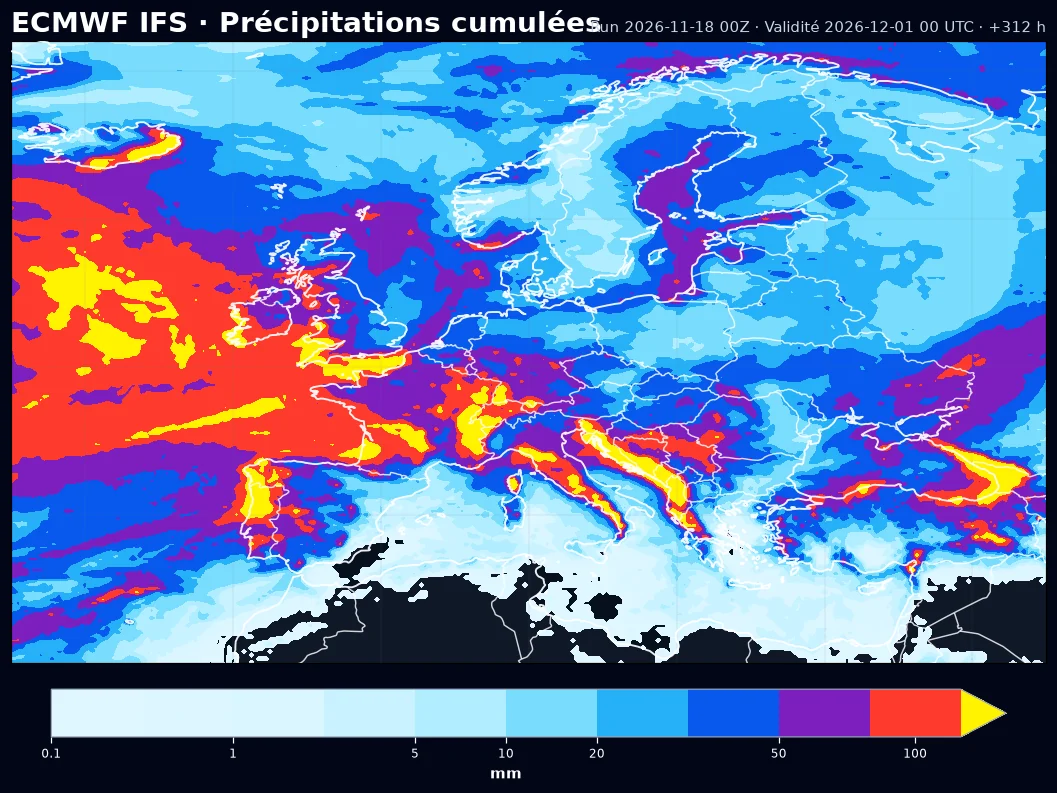 ECMWF IFS · Précipitations cumulées
Run 2026-11-18 00Z · Validité 2026-12-01 00 UTC · +312 h
0.1 1 5 10 20 50 100
mm